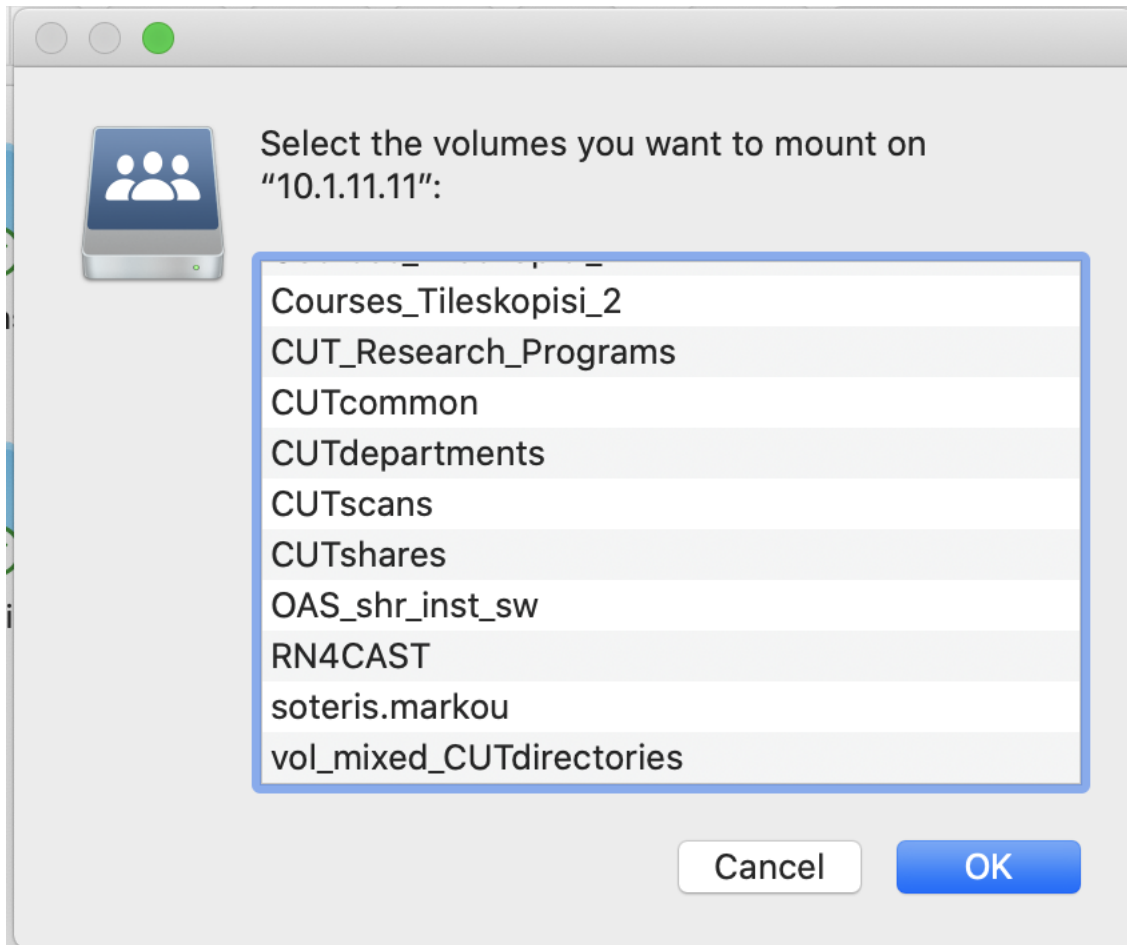 Select the volumes you want to mount on
“10.1.11.11”:
Courses_Tileskopisi_2
CUT_Research_Programs
CUTcommon
CUTdepartments
CUTscans
CUTshares
OAS_shr_inst_sw
RN4CAST
soteris.markou
vol_mixed_CUTdirectories
Cancel
OK